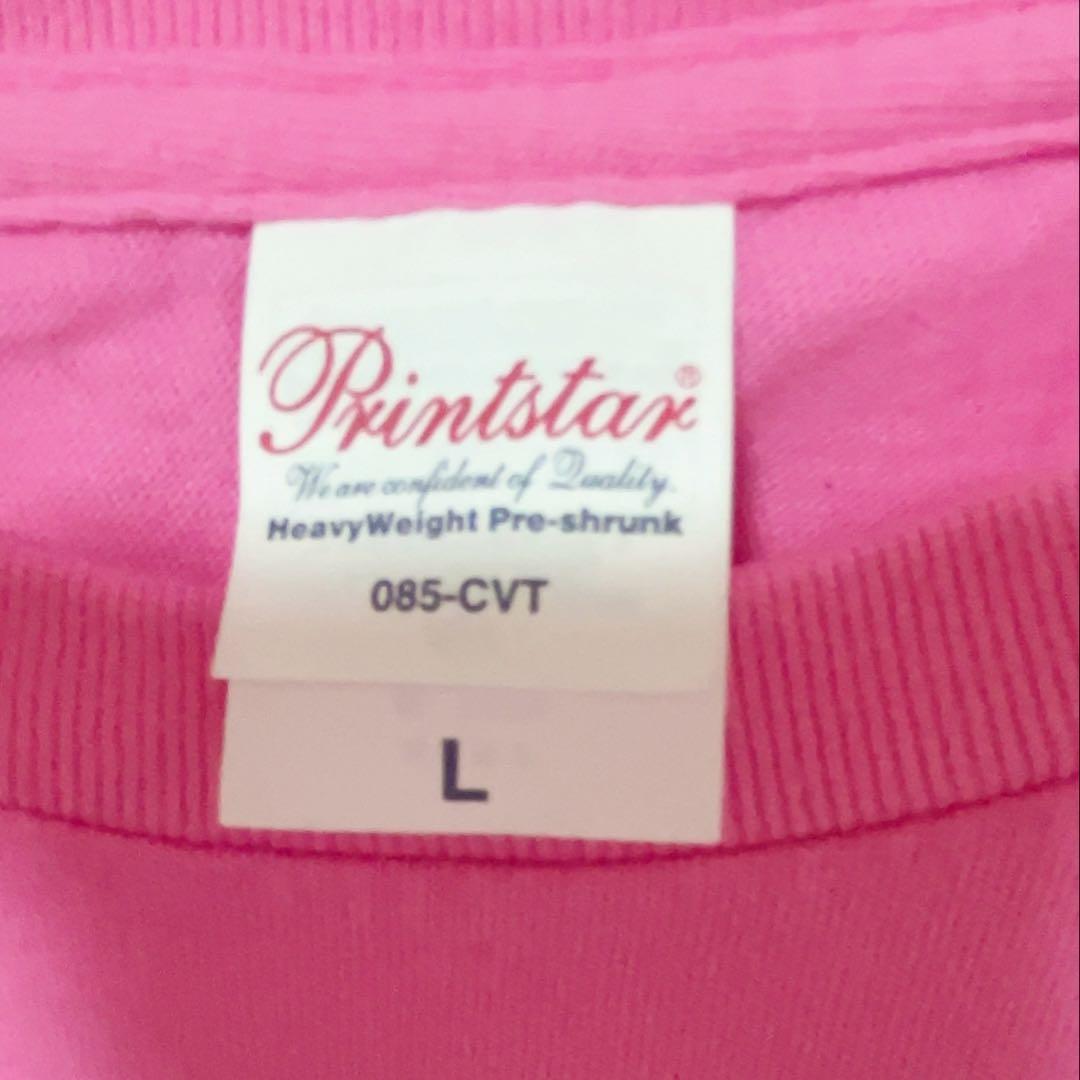 Printstar®
We are confident of Quality.
HeavyWeight Pre-shrunk
085-CVT
L